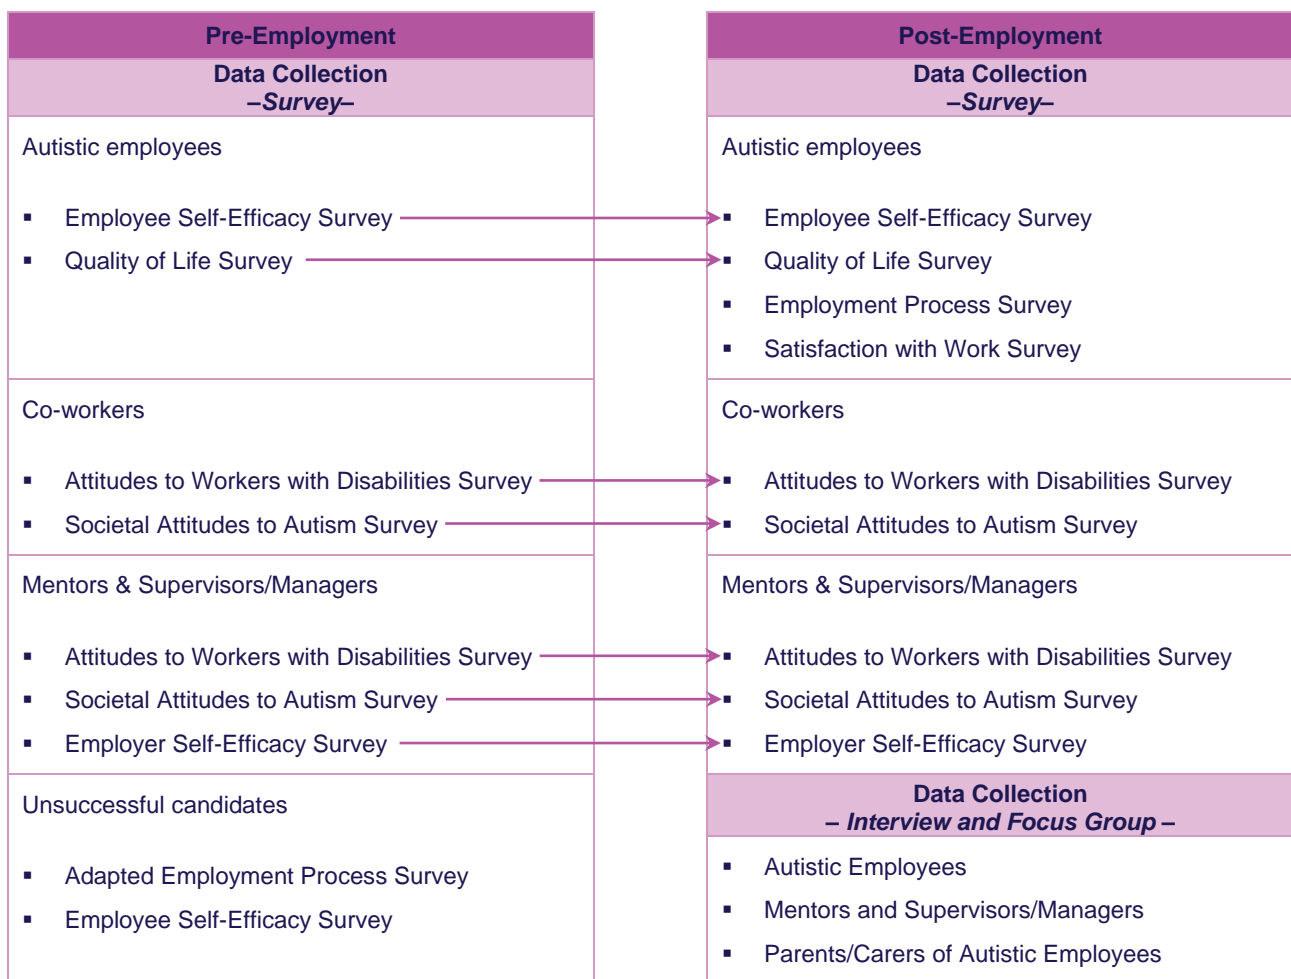 Pre-Employment
Data Collection
–Survey–
Autistic employees
▪ Employee Self-Efficacy Survey
▪ Quality of Life Survey
Co-workers
▪ Attitudes to Workers with Disabilities Survey
▪ Societal Attitudes to Autism Survey
Mentors & Supervisors/Managers
▪ Attitudes to Workers with Disabilities Survey
▪ Societal Attitudes to Autism Survey
▪ Employer Self-Efficacy Survey
Unsuccessful candidates
▪ Adapted Employment Process Survey
▪ Employee Self-Efficacy Survey
Post-Employment
Data Collection
–Survey–
Autistic employees
▪ Employee Self-Efficacy Survey
▪ Quality of Life Survey
▪ Employment Process Survey
▪ Satisfaction with Work Survey
Co-workers
▪ Attitudes to Workers with Disabilities Survey
▪ Societal Attitudes to Autism Survey
Mentors & Supervisors/Managers
▪ Attitudes to Workers with Disabilities Survey
▪ Societal Attitudes to Autism Survey
▪ Employer Self-Efficacy Survey
Data Collection
– Interview and Focus Group –
▪ Autistic Employees
▪ Mentors and Supervisors/Managers
▪ Parents/Carers of Autistic Employees